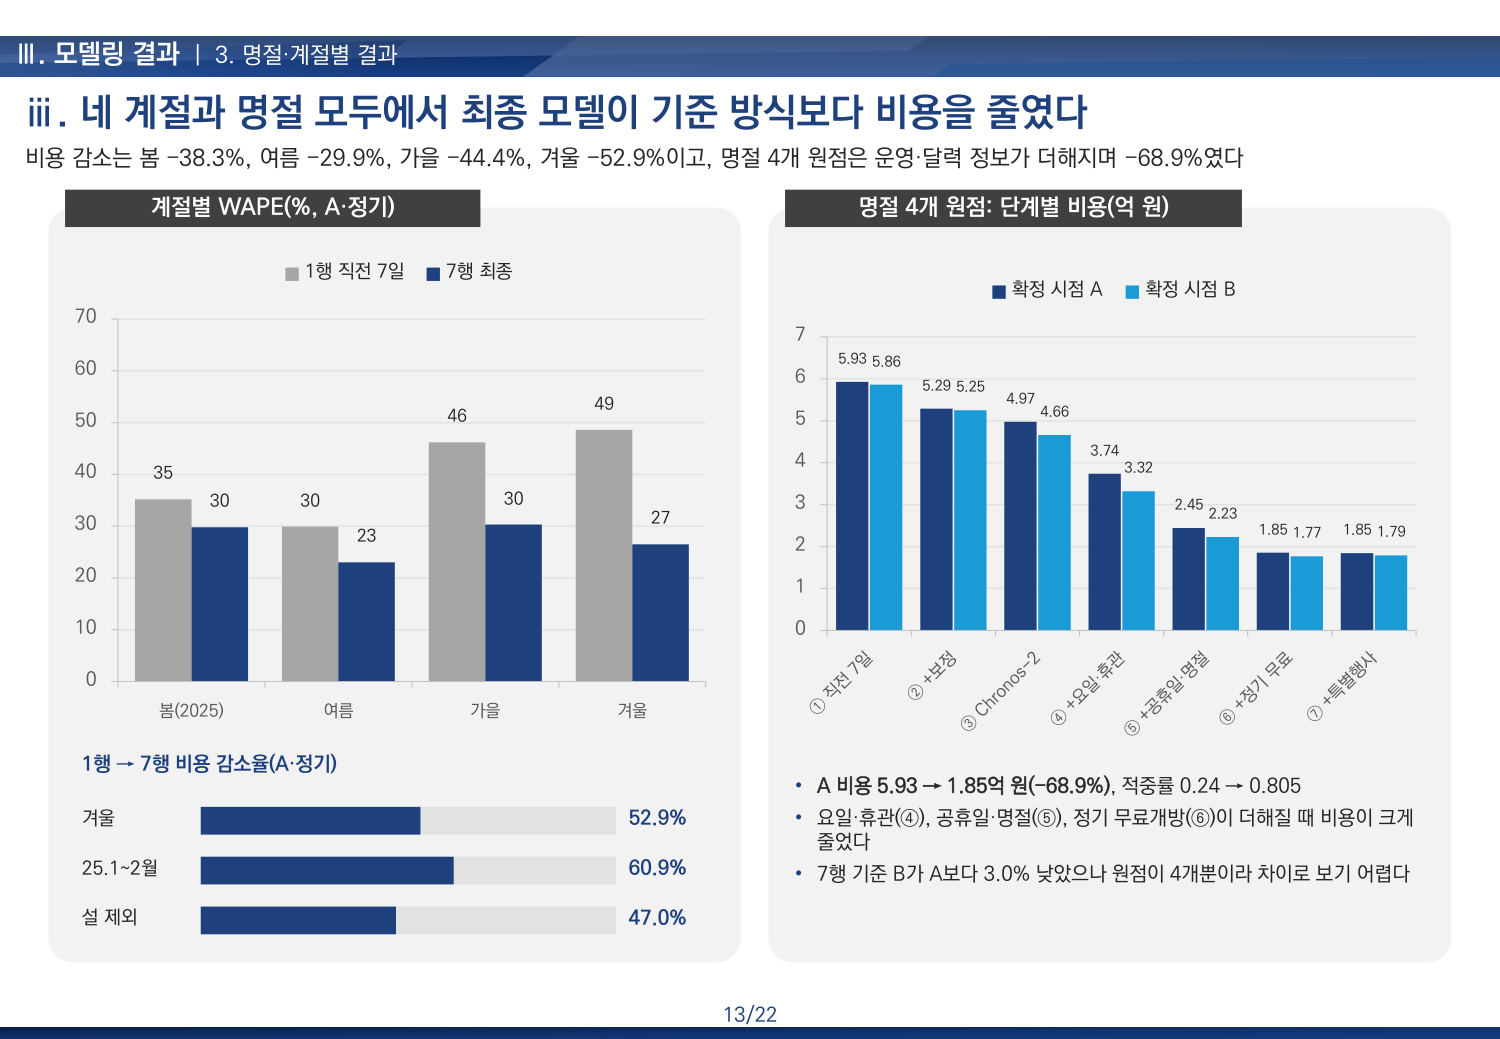 Ⅲ. 모델링 결과 | 3. 명절·계절별 결과
ⅲ. 네 계절과 명절 모두에서 최종 모델이 기준 방식보다 비용을 줄였다
비용 감소는 봄 -38.3%, 여름 -29.9%, 가을 -44.4%, 겨울 -52.9%이고, 명절 4개 원점은 운영·달력 정보가 더해지며 -68.9%였다
계절별 WAPE(%, A·정기)
1행 직전 7일 7행 최종
70
60
50
40
30
20
10
0
35 30 30 23 46 30 49 27
봄(2025) 여름 가을 겨울
1행 → 7행 비용 감소율(A·정기)
겨울 52.9%
25.1~2월 60.9%
설 제외 47.0%
명절 4개 원점: 단계별 비용(억 원)
확정 시점 A 확정 시점 B
7
6
5
4
3
2
1
0
5.93 5.86 5.29 5.25 4.97 4.66 3.74 3.32 2.45 2.23 1.85 1.77 1.85 1.79
① 직전 7일
② +보정
③ Chronos-2
④ +요일·휴관
⑤ +공휴일·명절
⑥ +정기 무료
⑦ +특별행사
• A 비용 5.93 → 1.85억 원(-68.9%), 적중률 0.24 → 0.805
• 요일·휴관(④), 공휴일·명절(⑤), 정기 무료개방(⑥)이 더해질 때 비용이 크게
줄었다
• 7행 기준 B가 A보다 3.0% 낮았으나 원점이 4개뿐이라 차이로 보기 어렵다
13/22